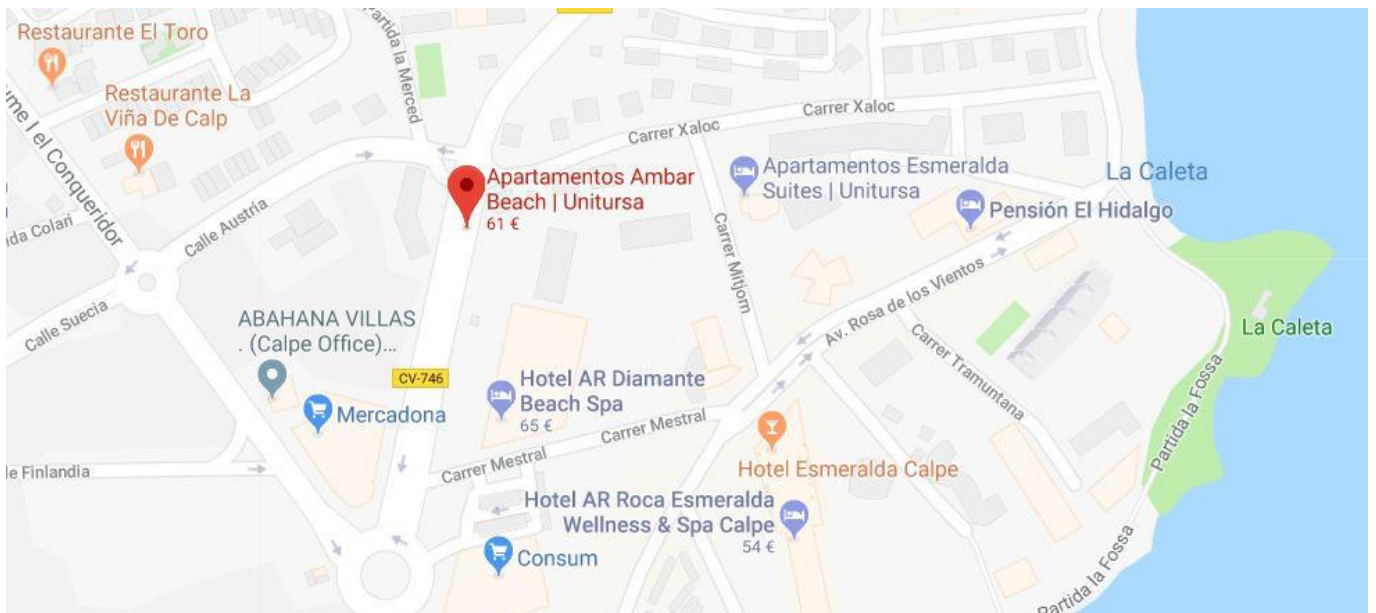 Restaurante El Toro
Partida la Merced
Restaurante La
Viña De Calp
ume I el Conqueridor
Carrer Xaloc
Carrer Xaloc
Apartamentos Ambar
Beach | Unitursa
61 €
Apartamentos Esmeralda
Suites | Unitursa
La Caleta
Pensión El Hidalgo
Calle Austria
Carrer Mitjorn
Calle Suecia
Av. Rosa de los Vientos
ABAHANA VILLAS
. (Calpe Office)...
La Caleta
Carrer Tramuntana
CV-746
Hotel AR Diamante
Beach Spa
65 €
Mercadona
Carrer Mestral
Carrer Mestral
Partida la Fossa
Hotel Esmeralda Calpe
e Finlandia
Hotel AR Roca Esmeralda
Wellness & Spa Calpe
54 €
Consum
Partida la Fossa